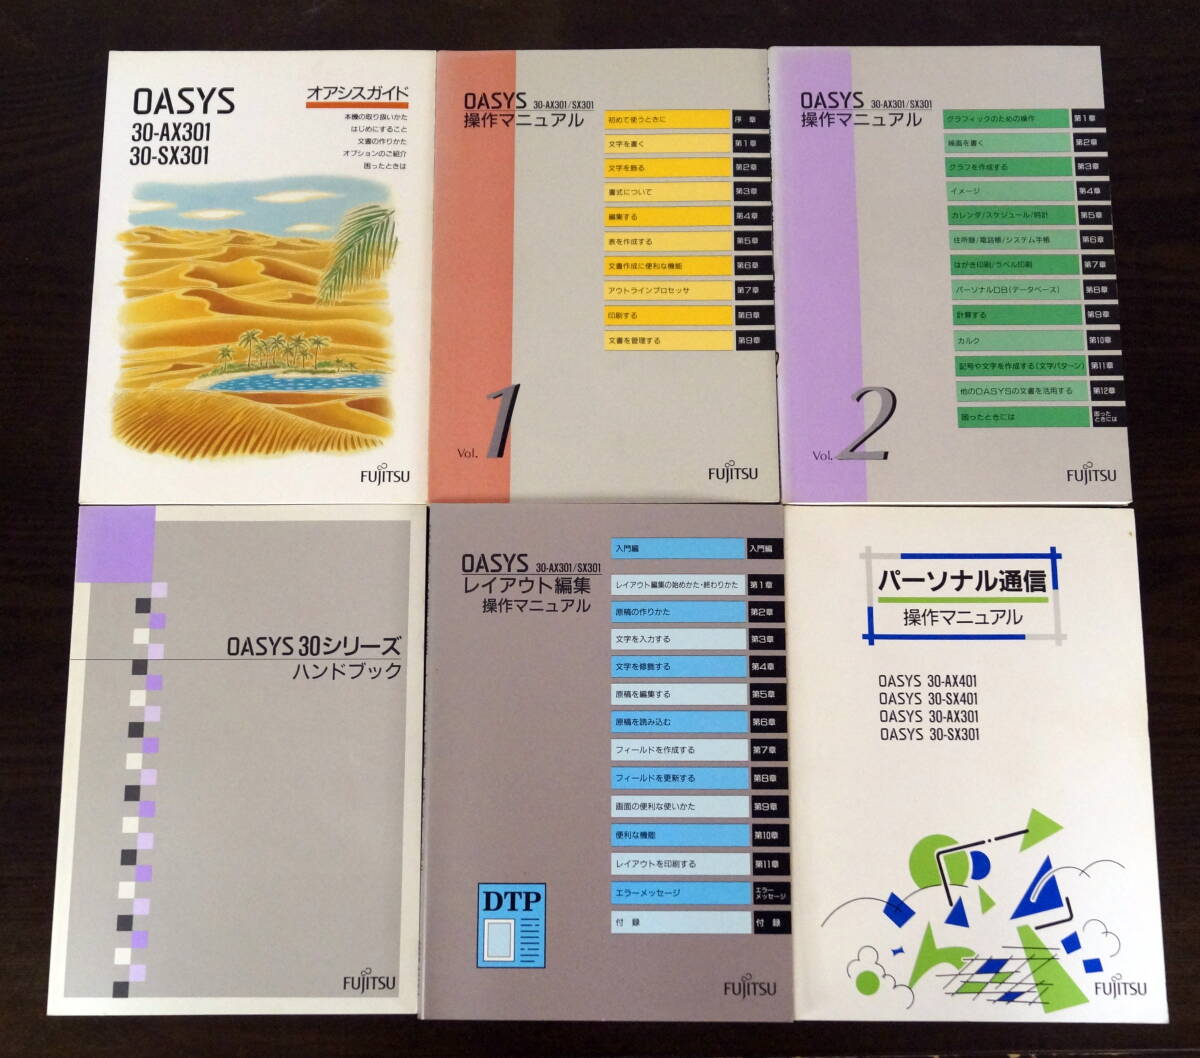 OASYS
30-AX301
30-SX301
オアシスガイド
本機の取り扱いかた
はじめにすること
文書の作りかた
オプションのご紹介
困ったときは
FUJITSU
OASYS 30-AX301/SX301
操作マニュアル
初めて使うときに 序 章
文字を書く 第1章
文字を飾る 第2章
書式について 第3章
編集する 第4章
表を作成する 第5章
文書作成に便利な機能 第6章
アウトラインプロセッサ 第7章
印刷する 第8章
文書を管理する 第9章
Vol. 1
FUJITSU
OASYS 30-AX301/SX301
操作マニュアル
グラフィックのための操作 第1章
絵画を書く 第2章
グラフを作成する 第3章
イメージ 第4章
カレンダ/スケジュール/時計 第5章
住所録/電話帳/システム手帳 第6章
はがき印刷/ラベル印刷 第7章
パーソナルDB(データベース) 第8章
計算する 第9章
カルク 第10章
記号や文字を作成する(文字パターン) 第11章
他のOASYSの文書を活用する 第12章
困ったときには 困ったときには
Vol. 2
FUJITSU
OASYS 30シリーズ
ハンドブック
FUJITSU
OASYS 30-AX301/SX301
レイアウト編集
操作マニュアル
入門編 入門編
レイアウト編集の始めかた・終わりかた 第1章
原稿の作りかた 第2章
文字を入力する 第3章
文字を修飾する 第4章
原稿を編集する 第5章
原稿を読み込む 第6章
フィールドを作成する 第7章
フィールドを更新する 第8章
画面の便利な使いかた 第9章
便利な機能 第10章
レイアウトを印刷する 第11章
エラーメッセージ エラーメッセージ
付 録 付 録
DTP
FUJITSU
パーソナル通信
操作マニュアル
OASYS 30-AX401
OASYS 30-SX401
OASYS 30-AX301
OASYS 30-SX301
FUJITSU